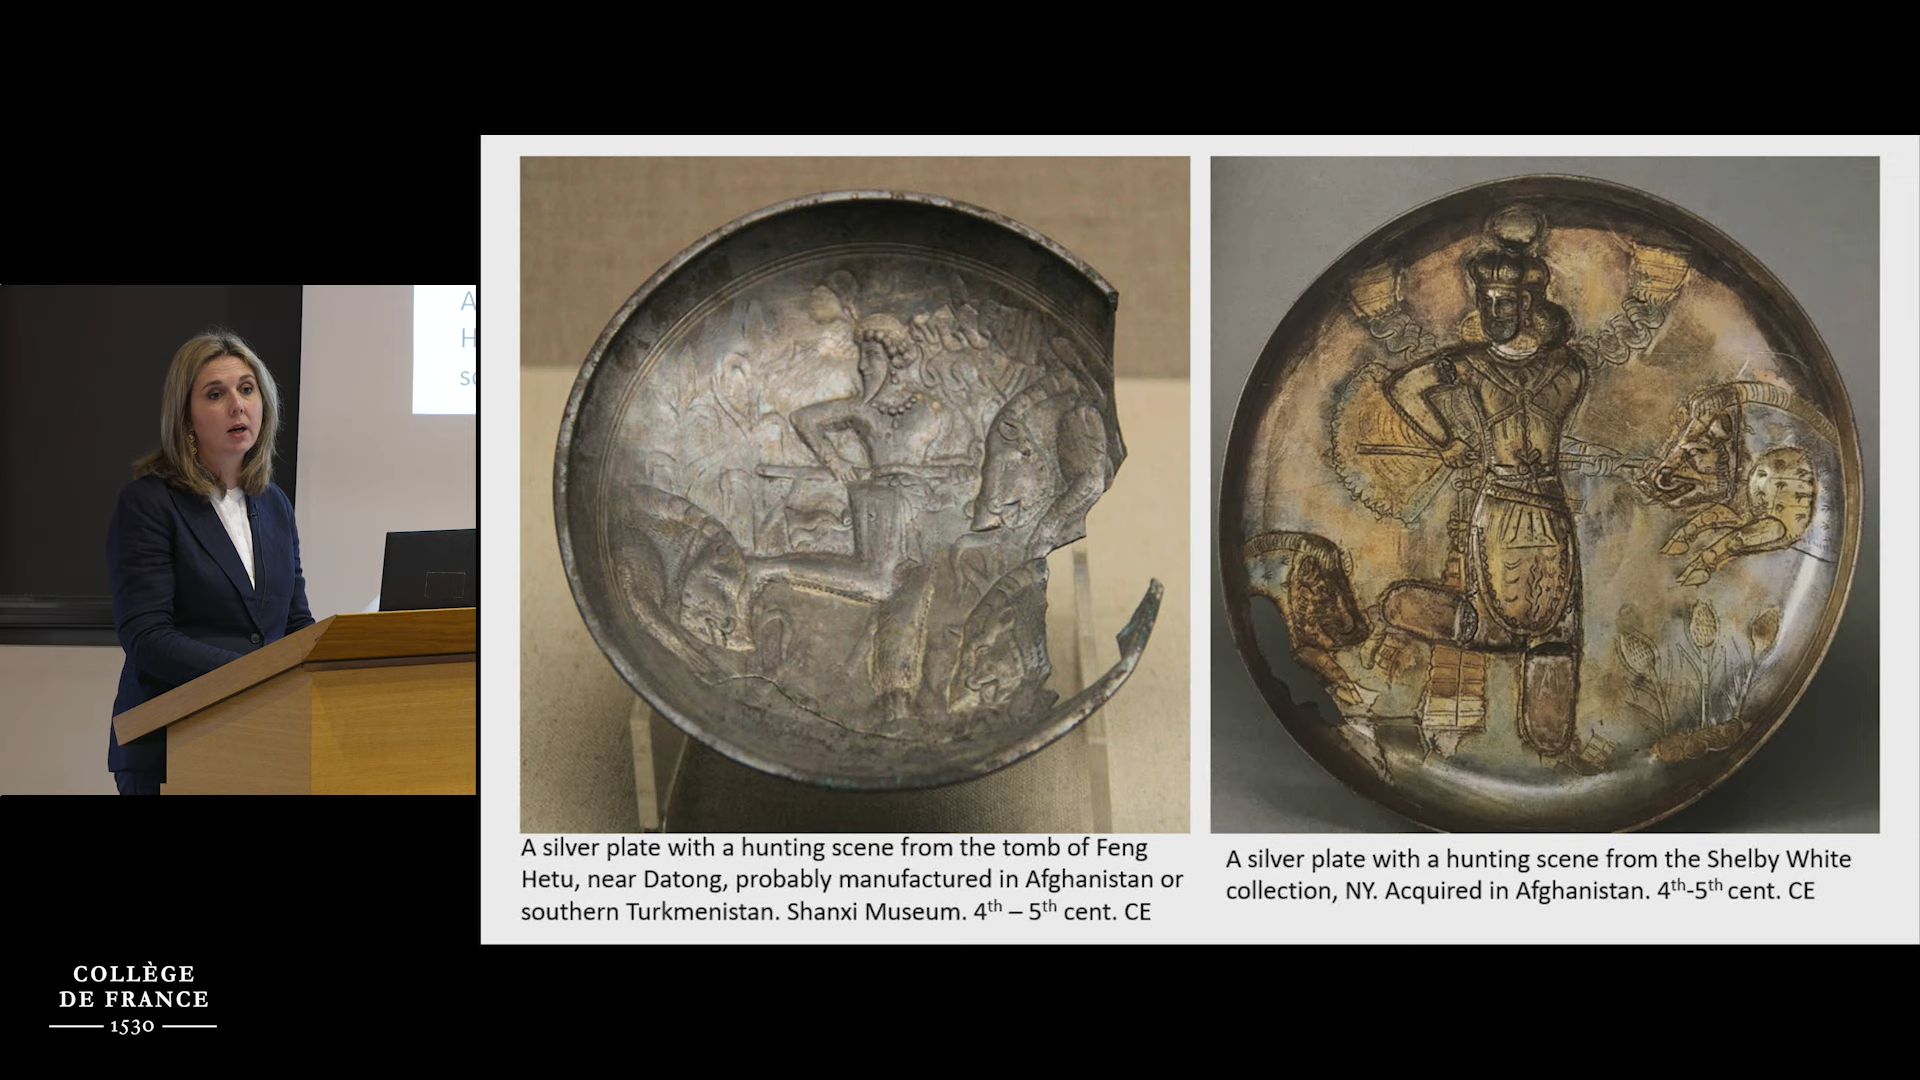 A silver plate with a hunting scene from the tomb of Feng
Hetu, near Datong, probably manufactured in Afghanistan or
southern Turkmenistan. Shanxi Museum. 4th – 5th cent. CE
A silver plate with a hunting scene from the Shelby White
collection, NY. Acquired in Afghanistan. 4th-5th cent. CE
A
H
COLLÈGE
DE FRANCE
1530